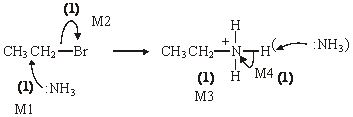 (1) M2
H
CH₃CH₂—Br
CH₃CH₂—N—H( :NH₃)
+
(1) :NH₃
M1
H
(1) M4 (1)
M3